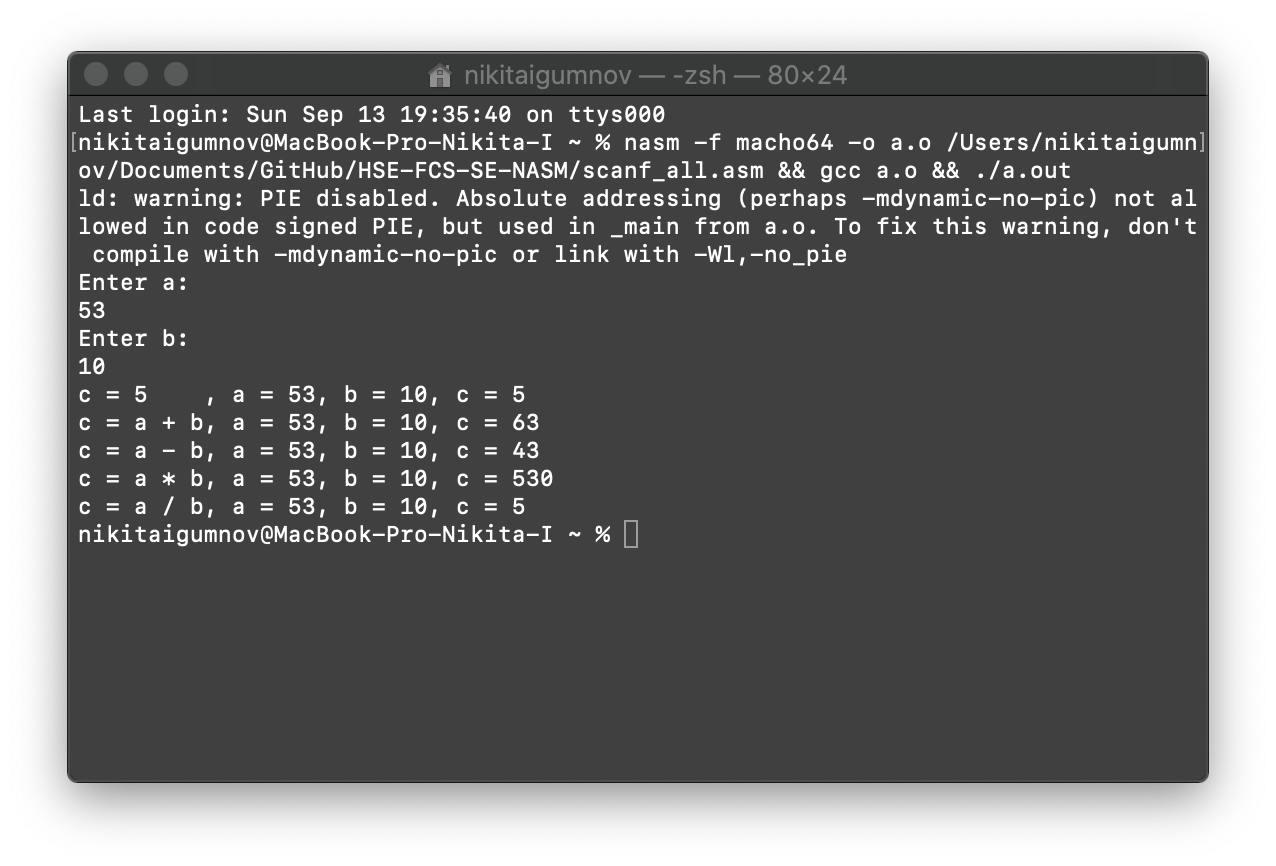 nikitaigumnov — -zsh — 80×24
Last login: Sun Sep 13 19:35:40 on ttys000
[nikitaigumnov@MacBook-Pro-Nikita-I ~ % nasm -f macho64 -o a.o /Users/nikitaigumn]
ov/Documents/GitHub/HSE-FCS-SE-NASM/scanf_all.asm && gcc a.o && ./a.out
ld: warning: PIE disabled. Absolute addressing (perhaps -mdynamic-no-pic) not al
lowed in code signed PIE, but used in _main from a.o. To fix this warning, don't
 compile with -mdynamic-no-pic or link with -Wl,-no_pie
Enter a:
53
Enter b:
10
c = 5    , a = 53, b = 10, c = 5
c = a + b, a = 53, b = 10, c = 63
c = a - b, a = 53, b = 10, c = 43
c = a * b, a = 53, b = 10, c = 530
c = a / b, a = 53, b = 10, c = 5
nikitaigumnov@MacBook-Pro-Nikita-I ~ %